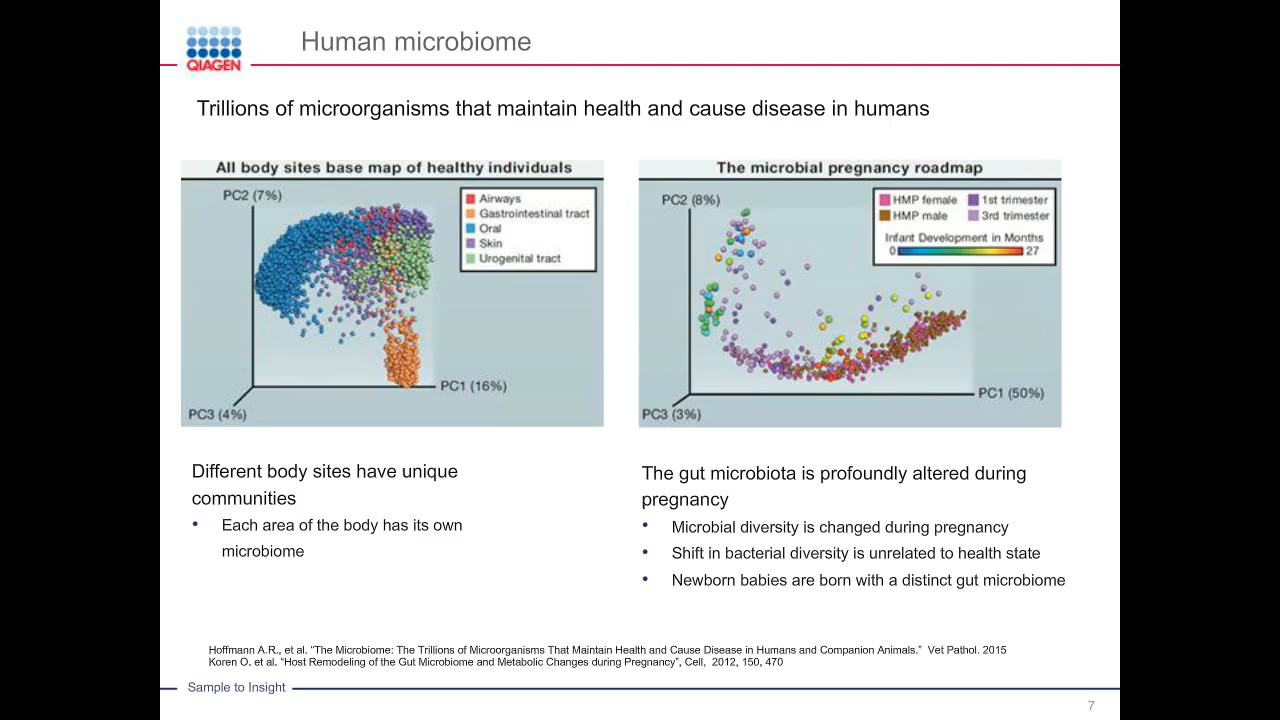 QIAGEN
Human microbiome
Trillions of microorganisms that maintain health and cause disease in humans
All body sites base map of healthy individuals
PC2 (7%)
Airways
Gastrointestinal tract
Oral
Skin
Urogenital tract
PC1 (16%)
PC3 (4%)
The microbial pregnancy roadmap
PC2 (8%)
HMP female
1st trimester
HMP male
3rd trimester
Infant Development in Months
0 27
PC1 (50%)
PC3 (3%)
Different body sites have unique
communities
• Each area of the body has its own
microbiome
The gut microbiota is profoundly altered during
pregnancy
• Microbial diversity is changed during pregnancy
• Shift in bacterial diversity is unrelated to health state
• Newborn babies are born with a distinct gut microbiome
Hoffmann A.R., et al. “The Microbiome: The Trillions of Microorganisms That Maintain Health and Cause Disease in Humans and Companion Animals.” Vet Pathol. 2015
Koren O. et al. “Host Remodeling of the Gut Microbiome and Metabolic Changes during Pregnancy”, Cell, 2012, 150, 470
Sample to Insight
7